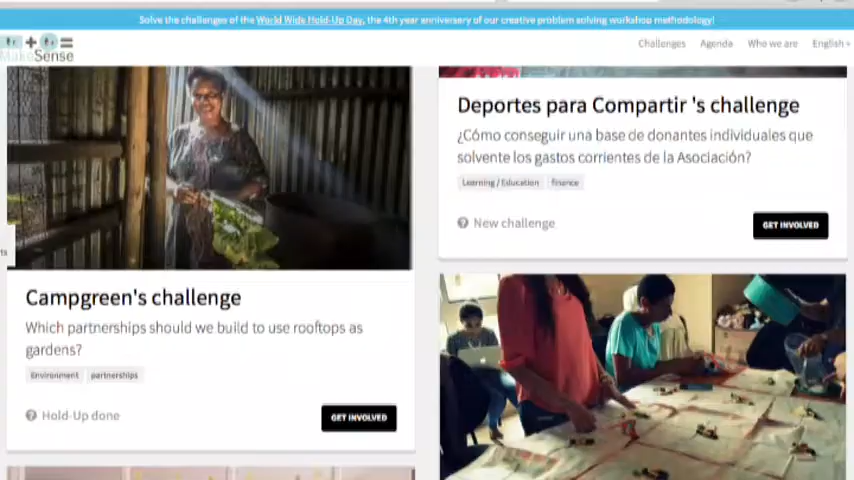 Solve the challenges of the World Wide Hold-Up Day, the 4th year anniversary of our creative problem solving workshop methodology!
MakeSense
Challenges
Agenda
Who we are
English
Campgreen's challenge
Which partnerships should we build to use rooftops as
gardens?
Environment
partnerships
Hold-Up done
GET INVOLVED
Deportes para Compartir 's challenge
¿Cómo conseguir una base de donantes individuales que
solvente los gastos corrientes de la Asociación?
Learning / Education
finance
New challenge
GET INVOLVED